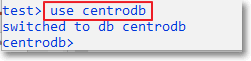 test> use centrodb
switched to db centrodb
centrodb>